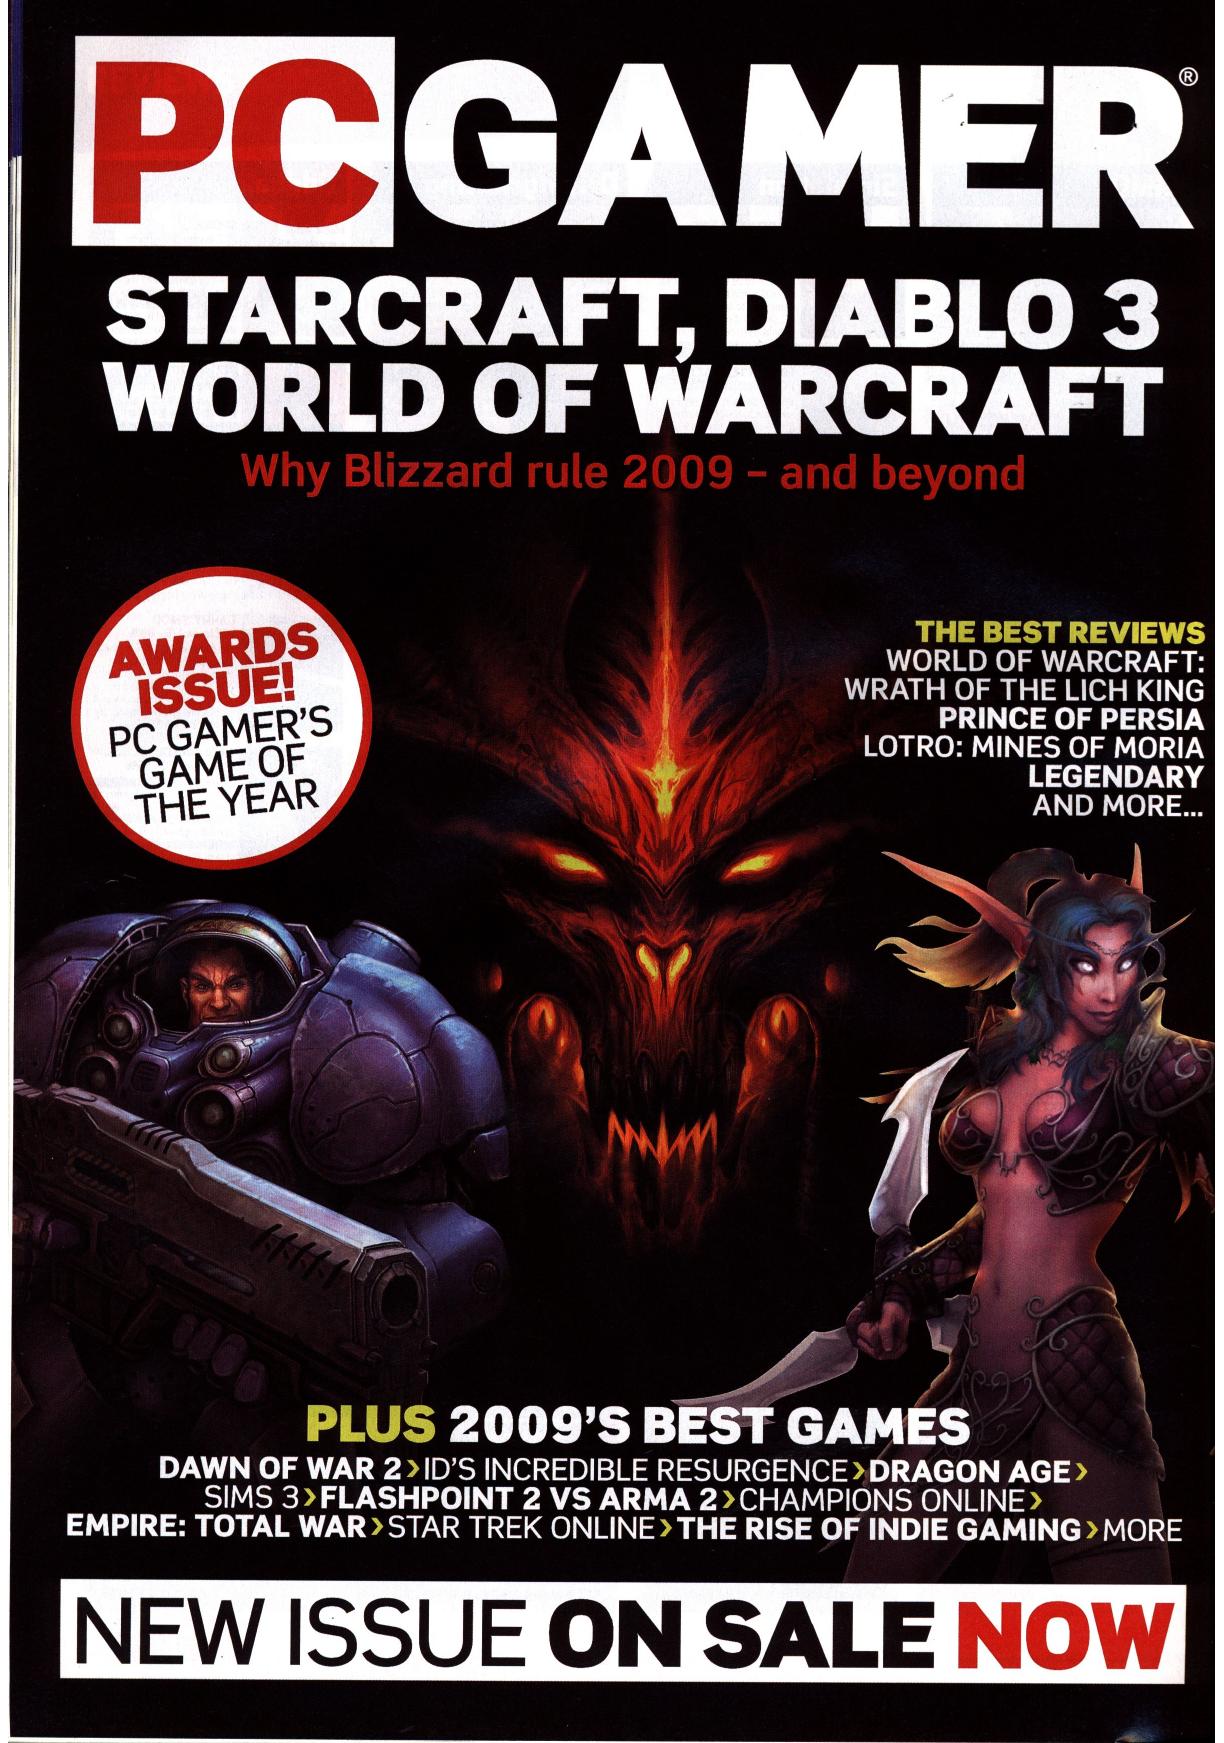 PCGAMER®
STARCRAFT, DIABLO 3
WORLD OF WARCRAFT
Why Blizzard rule 2009 – and beyond
AWARDS
ISSUE!
PC GAMER'S
GAME OF
THE YEAR
THE BEST REVIEWS
WORLD OF WARCRAFT:
WRATH OF THE LICH KING
PRINCE OF PERSIA
LOTRO: MINES OF MORIA
LEGENDARY
AND MORE...
PLUS 2009'S BEST GAMES
DAWN OF WAR 2›ID'S INCREDIBLE RESURGENCE›DRAGON AGE›
SIMS 3›FLASHPOINT 2 VS ARMA 2›CHAMPIONS ONLINE›
EMPIRE: TOTAL WAR›STAR TREK ONLINE›THE RISE OF INDIE GAMING›MORE
NEW ISSUE ON SALE NOW